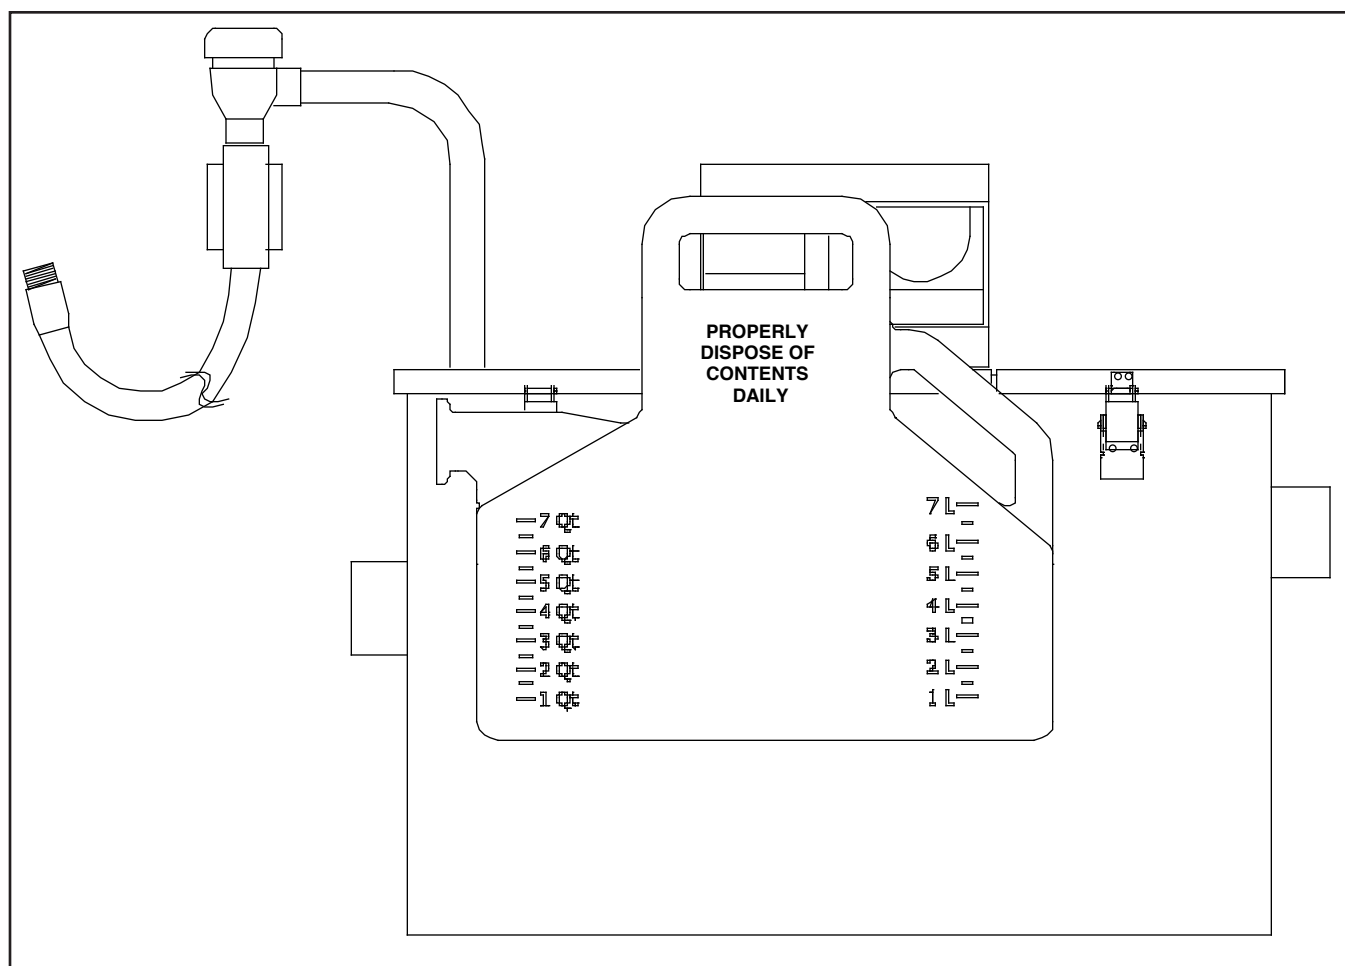 PROPERLY
DISPOSE OF
CONTENTS
DAILY
7 Qt
6 Qt
5 Qt
4 Qt
3 Qt
2 Qt
1 Qt
7 L
6 L
5 L
4 L
3 L
2 L
1 L